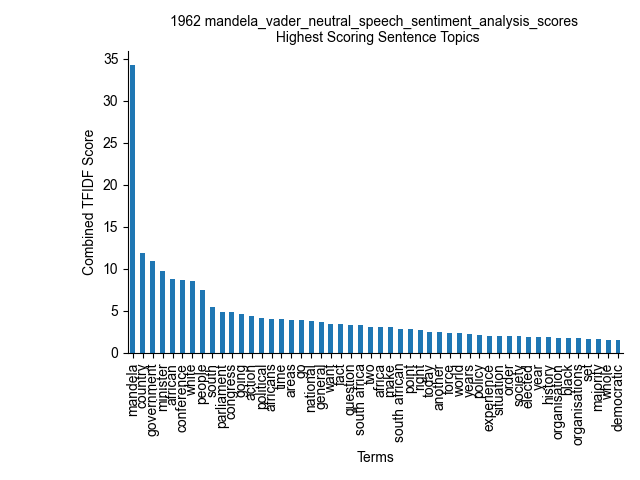 1962 mandela_vader_neutral_speech_sentiment_analysis_scores
Highest Scoring Sentence Topics
Combined TFIDF Score
35
30
25
20
15
10
5
0
mandela
country
government
minister
african
conference
white
people
south
parliament
congress
going
action
political
africans
time
areas
go
national
general
want
fact
question
south africa
two
africa
make
south african
point
right
today
another
force
world
years
policy
experience
situation
order
society
elected
year
history
organisation
black
organisations
set
majority
whole
democratic
Terms